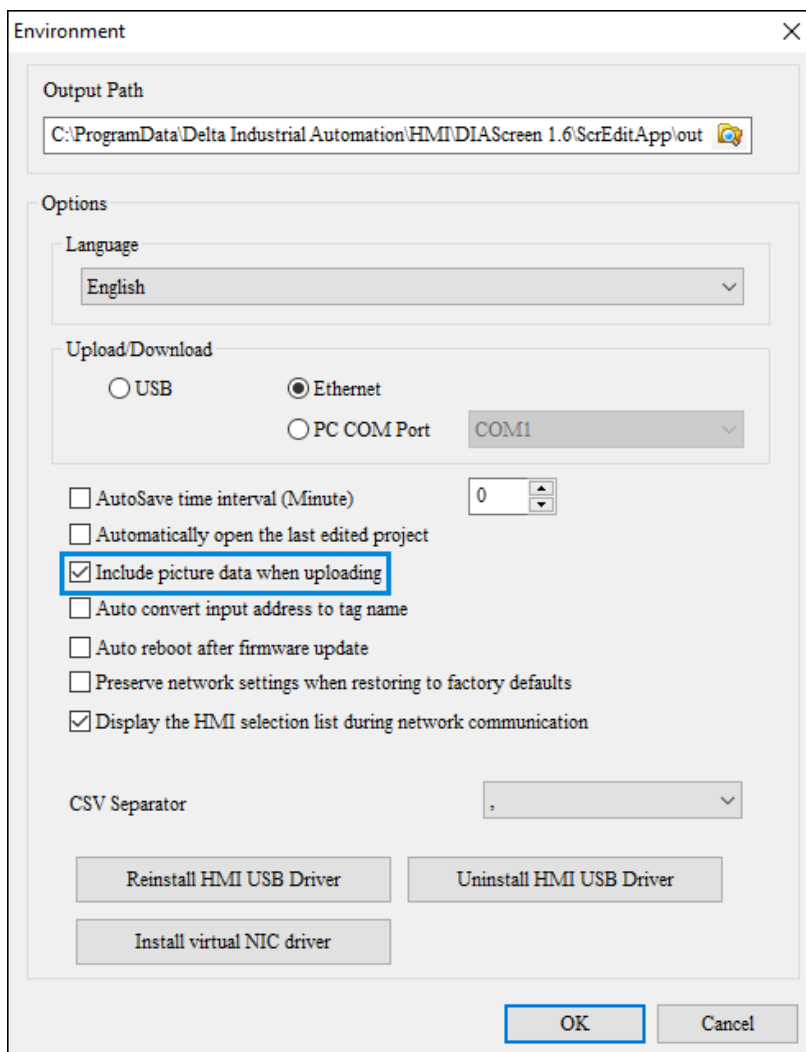 Environment
Output Path
C:\ProgramData\Delta Industrial Automation\HMI\DIAScreen 1.6\ScrEditApp\out
Options
Language
English
Upload/Download
USB
Ethernet
PC COM Port
COM1
AutoSave time interval (Minute)
0
Automatically open the last edited project
Include picture data when uploading
Auto convert input address to tag name
Auto reboot after firmware update
Preserve network settings when restoring to factory defaults
Display the HMI selection list during network communication
CSV Separator
,
Reinstall HMI USB Driver
Uninstall HMI USB Driver
Install virtual NIC driver
OK
Cancel